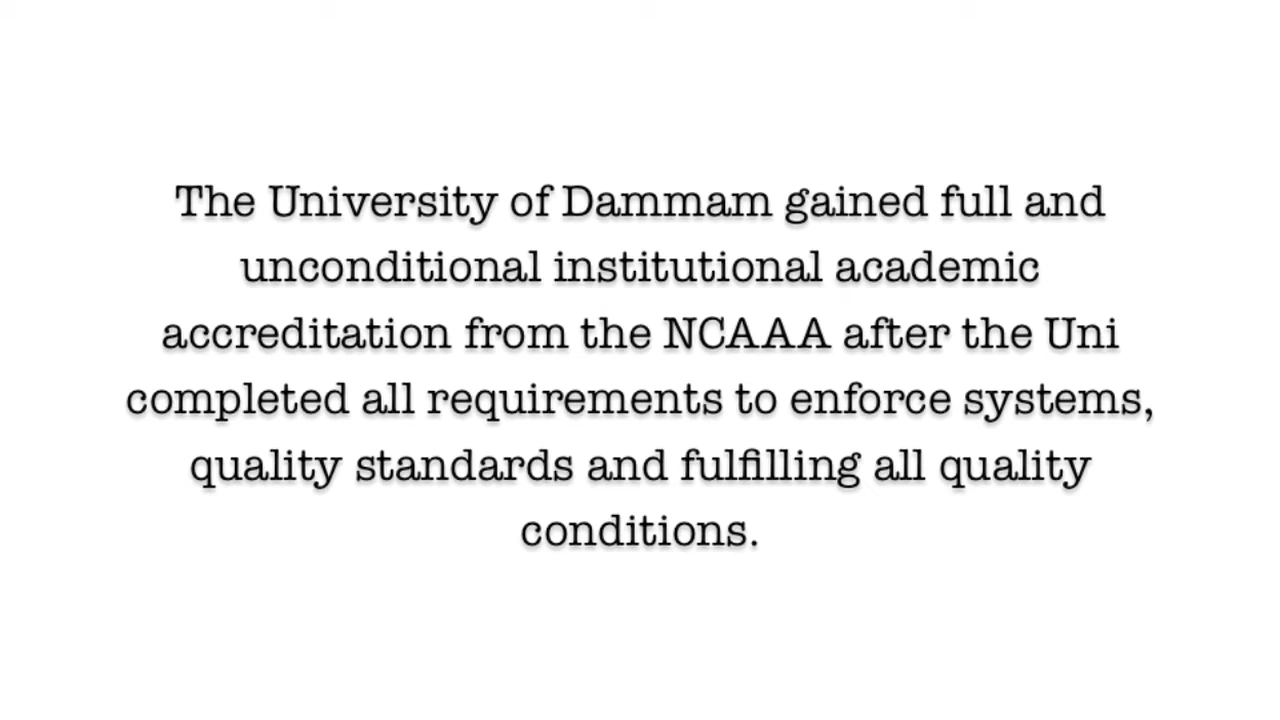 The University of Dammam gained full and
unconditional institutional academic
accreditation from the NCAAA after the Uni
completed all requirements to enforce systems,
quality standards and fulfilling all quality
conditions.